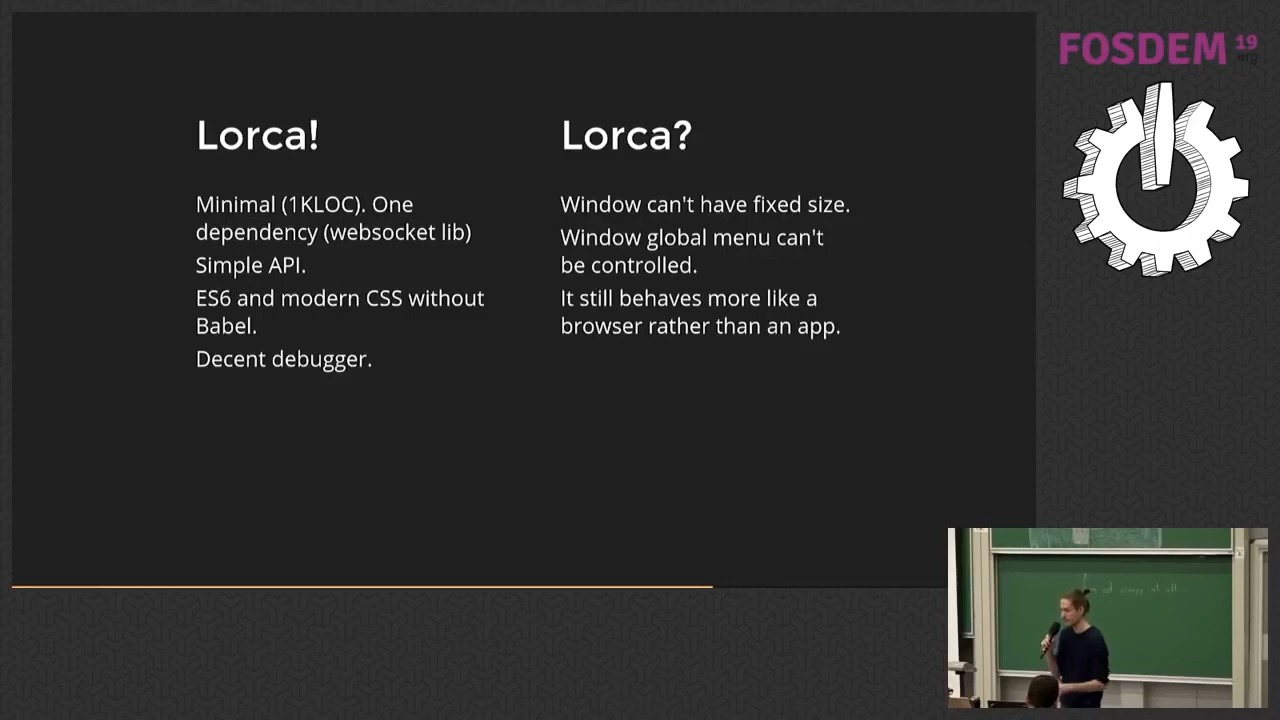 FOSDEM 19
.org
Lorca!
Minimal (1KLOC). One
dependency (websocket lib)
Simple API.
ES6 and modern CSS without
Babel.
Decent debugger.
Lorca?
Window can't have fixed size.
Window global menu can't
be controlled.
It still behaves more like a
browser rather than an app.